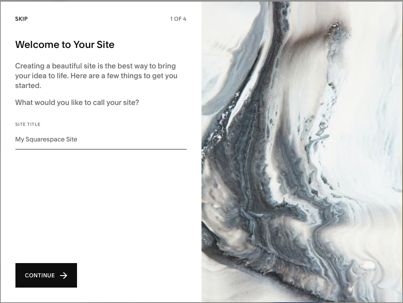 SKIP
1 OF 4
Welcome to Your Site
Creating a beautiful site is the best way to bring
your idea to life. Here are a few things to get you
started.
What would you like to call your site?
SITE TITLE
My Squarespace Site
CONTINUE